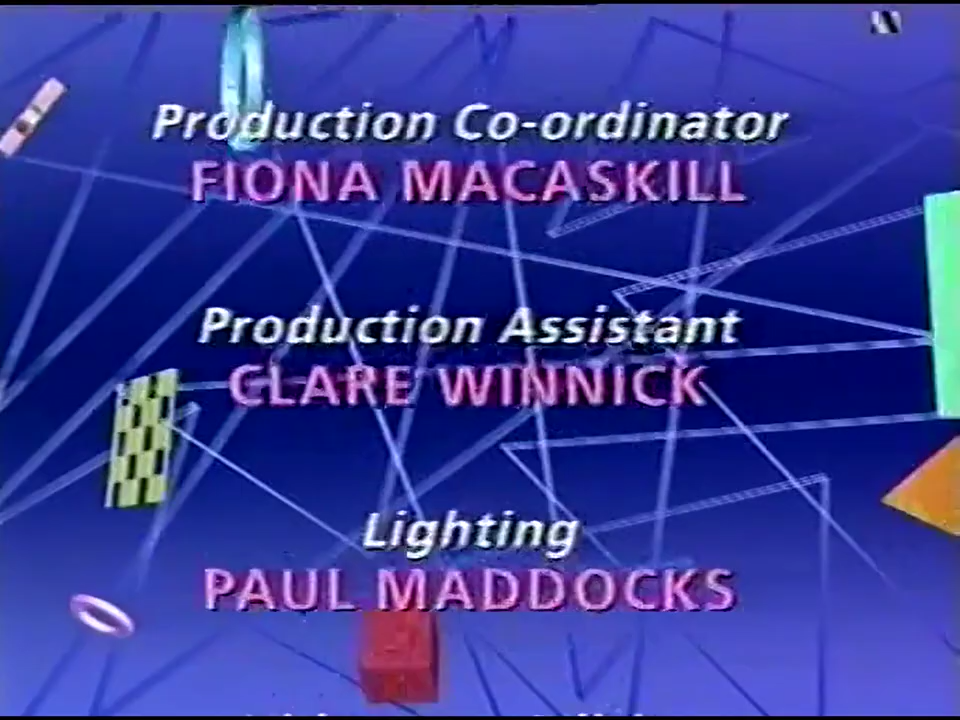 Production Co-ordinator
FIONA MACASKILL
Production Assistant
CLARE WINNICK
Lighting
PAUL MADDOCKS